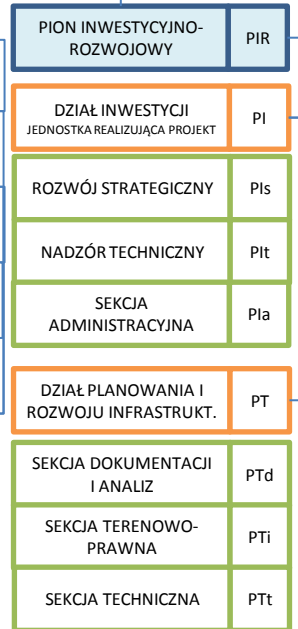 PION INWESTYCYJNO-
ROZWOJOWY
PIR
DZIAŁ INWESTYCJI
JEDNOSTKA REALIZUJĄCA PROJEKT
PI
ROZWÓJ STRATEGICZNY
PIs
NADZÓR TECHNICZNY
PIt
SEKCJA
ADMINISTRACYJNA
PIa
DZIAŁ PLANOWANIA I
ROZWOJU INFRASTRUKT.
PT
SEKCJA DOKUMENTACJI
I ANALIZ
PTd
SEKCJA TERENOWO-
PRAWNA
PTi
SEKCJA TECHNICZNA
PTt